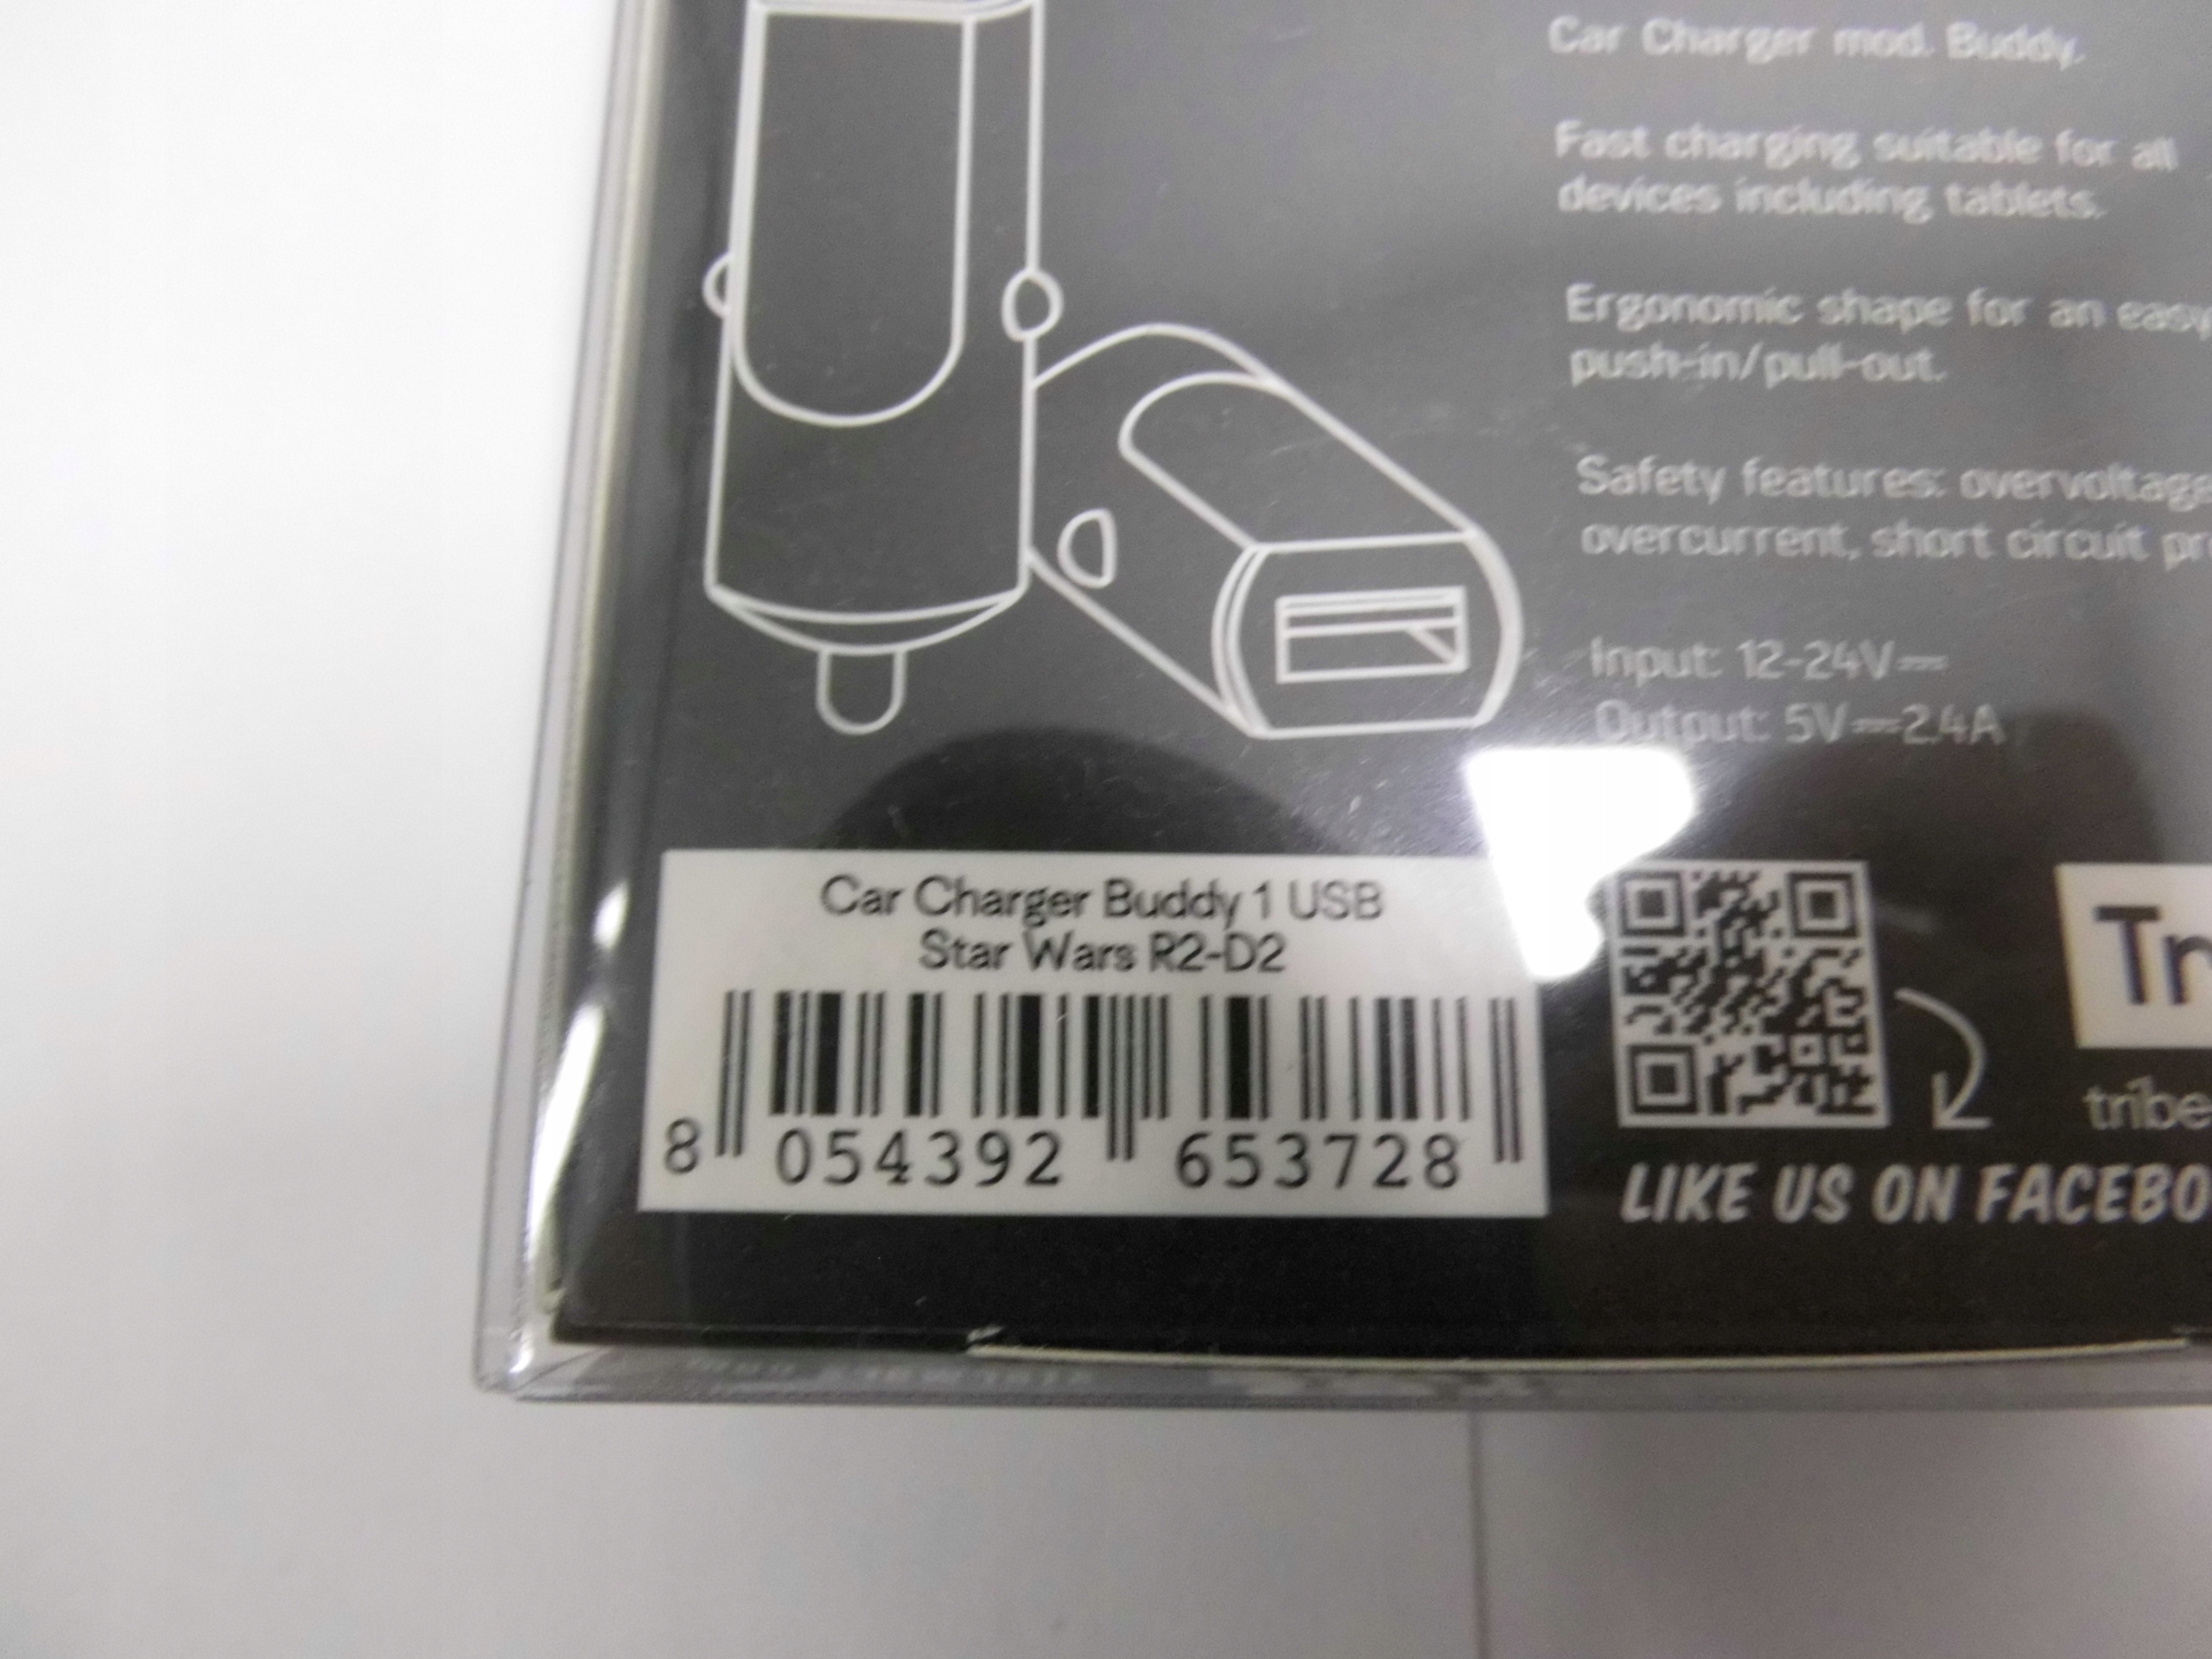 Car Charger mod. Buddy.
Fast charging suitable for all
devices including tablets.
Ergonomic shape for an easy
push-in/pull-out.
Safety features: overvoltage
overcurrent, short circuit pr
Input: 12-24V⎓
Output: 5V⎓2.4A
Car Charger Buddy 1 USB
Star Wars R2-D2
8 054392 653728
Tr
tribe
LIKE US ON FACEBO